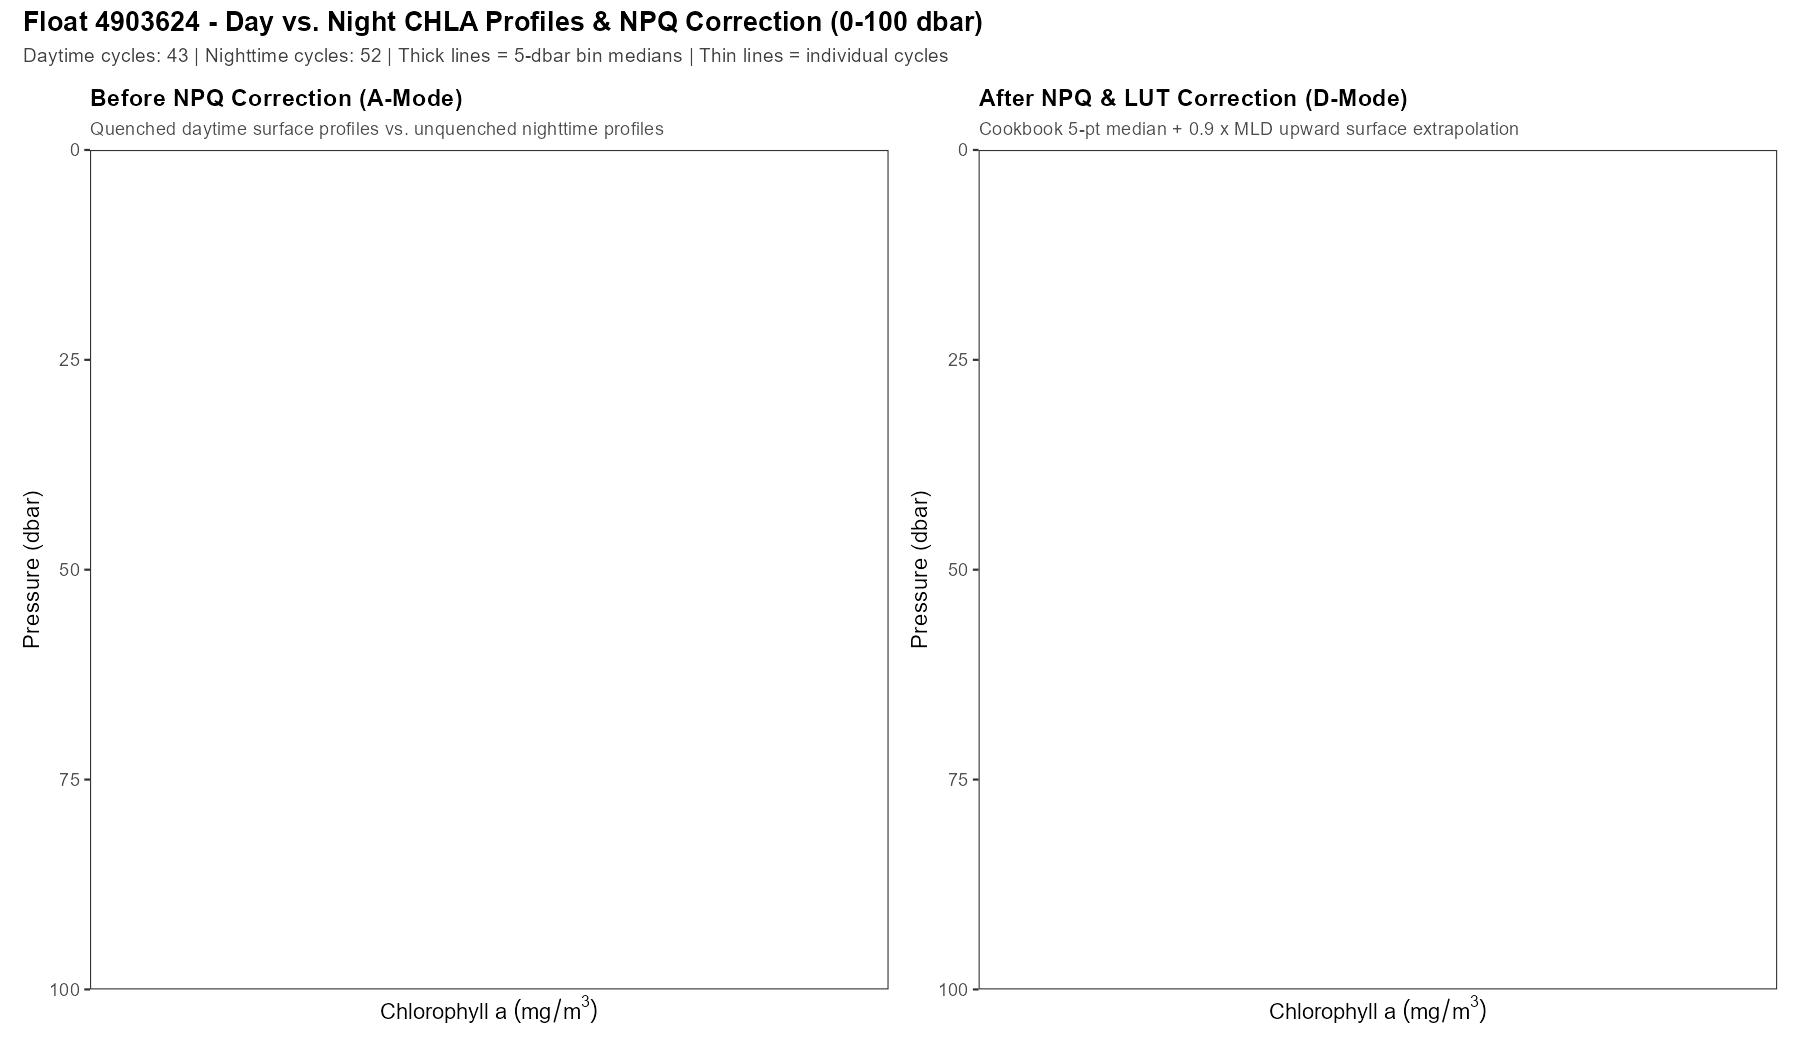 Float 4903624 - Day vs. Night CHLA Profiles & NPQ Correction (0-100 dbar)
Daytime cycles: 43 | Nighttime cycles: 52 | Thick lines = 5-dbar bin medians | Thin lines = individual cycles
Before NPQ Correction (A-Mode)
Quenched daytime surface profiles vs. unquenched nighttime profiles
0
25
50
75
100
Pressure (dbar)
Chlorophyll a (mg/m³)
After NPQ & LUT Correction (D-Mode)
Cookbook 5-pt median + 0.9 x MLD upward surface extrapolation
0
25
50
75
100
Pressure (dbar)
Chlorophyll a (mg/m³)